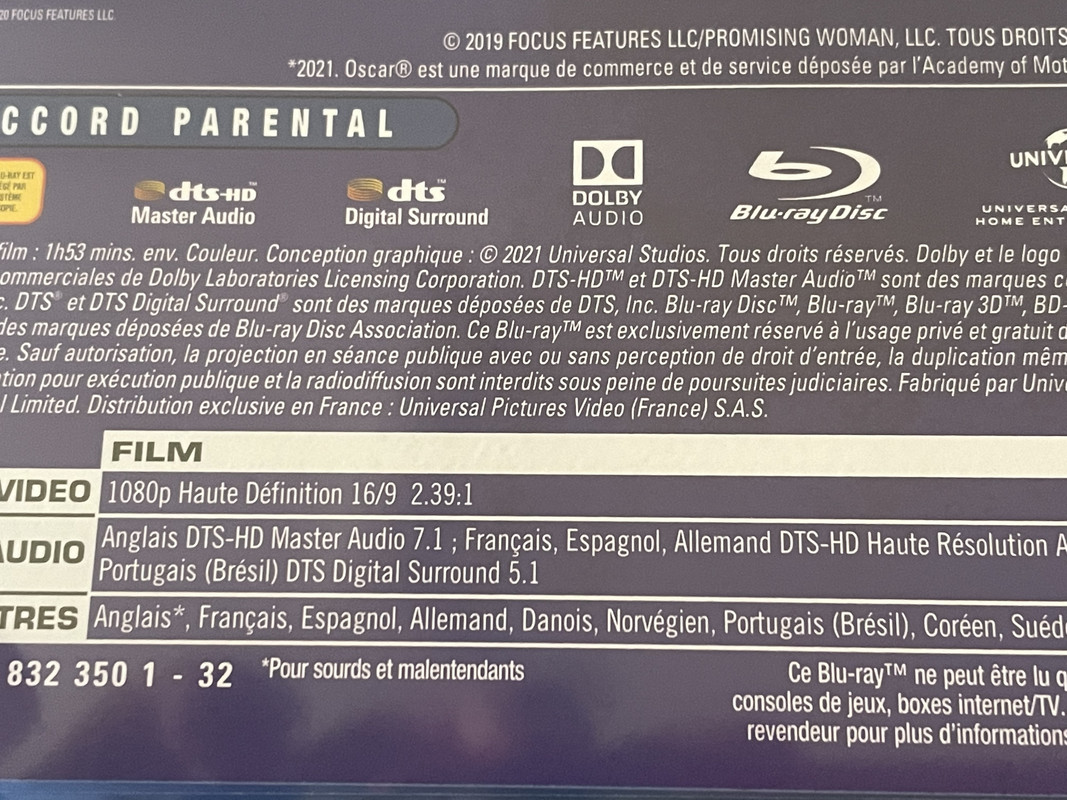 20 FOCUS FEATURES LLC
© 2019 FOCUS FEATURES LLC/PROMISING WOMAN, LLC. TOUS DROITS
*2021. Oscar® est une marque de commerce et de service déposée par l'Academy of Mot
CCORD PARENTAL
U-RAY EST
ÉGÉ PAR
STÈME
OPIE.
dts-HD™
Master Audio
dts™
Digital Surround
DOLBY
AUDIO
Blu-ray Disc™
UNIV
UNIVERSA
HOME ENT
film : 1h53 mins. env. Couleur. Conception graphique : © 2021 Universal Studios. Tous droits réservés. Dolby et le logo
ommerciales de Dolby Laboratories Licensing Corporation. DTS-HD™ et DTS-HD Master Audio™ sont des marques c
c. DTS® et DTS Digital Surround® sont des marques déposées de DTS, Inc. Blu-ray Disc™, Blu-ray™, Blu-ray 3D™, BD-
des marques déposées de Blu-ray Disc Association. Ce Blu-ray™ est exclusivement réservé à l'usage privé et gratuit d
e. Sauf autorisation, la projection en séance publique avec ou sans perception de droit d'entrée, la duplication mêm
tion pour exécution publique et la radiodiffusion sont interdits sous peine de poursuites judiciaires. Fabriqué par Unive
l Limited. Distribution exclusive en France : Universal Pictures Video (France) S.A.S.
FILM
VIDEO 1080p Haute Définition 16/9 2.39:1
AUDIO Anglais DTS-HD Master Audio 7.1 ; Français, Espagnol, Allemand DTS-HD Haute Résolution A
Portugais (Brésil) DTS Digital Surround 5.1
TRES Anglais*, Français, Espagnol, Allemand, Danois, Norvégien, Portugais (Brésil), Coréen, Suéd
832 350 1 - 32 *Pour sourds et malentendants
Ce Blu-ray™ ne peut être lu q
consoles de jeux, boxes internet/TV.
revendeur pour plus d'informations